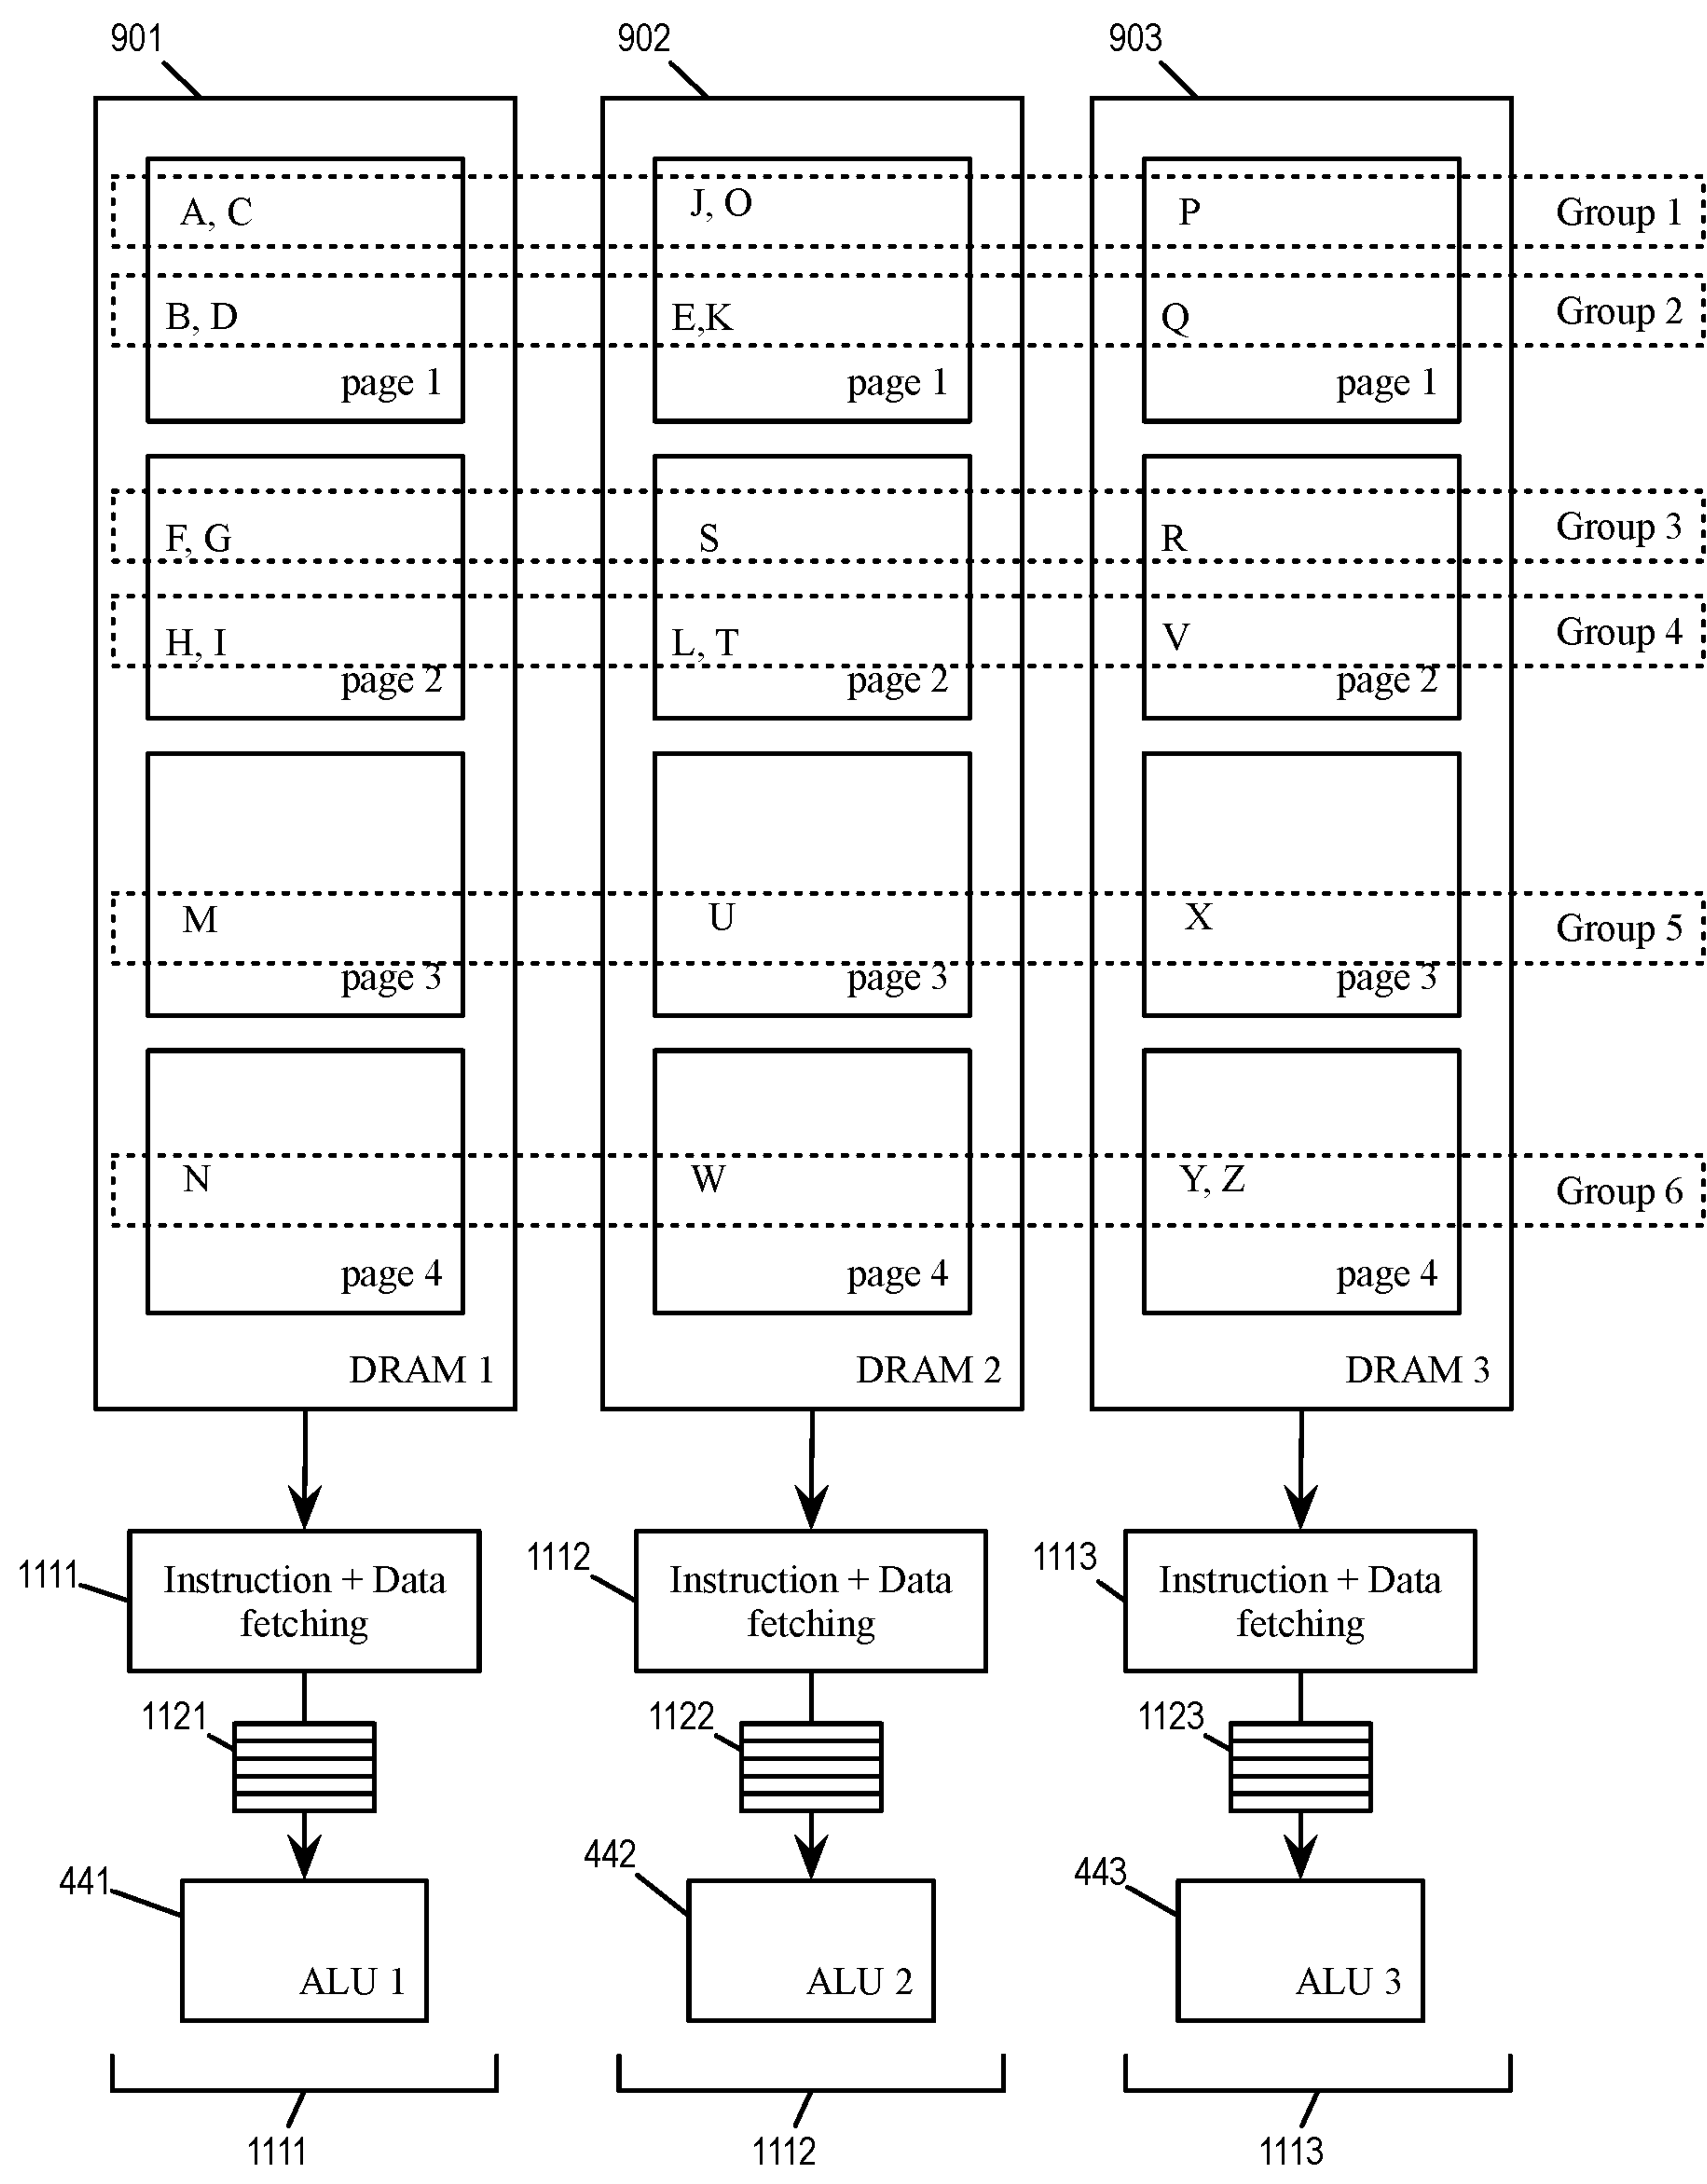 901 902 903
A, C J, O P Group 1
B, D E,K Q Group 2
page 1 page 1 page 1
F, G S R Group 3
H, I L, T V Group 4
page 2 page 2 page 2
M U X Group 5
page 3 page 3 page 3
N W Y, Z Group 6
page 4 page 4 page 4
DRAM 1 DRAM 2 DRAM 3
1111 Instruction + Data fetching
1112 Instruction + Data fetching
1113 Instruction + Data fetching
1121 1122 1123
441 442 443
ALU 1 ALU 2 ALU 3
1111 1112 1113